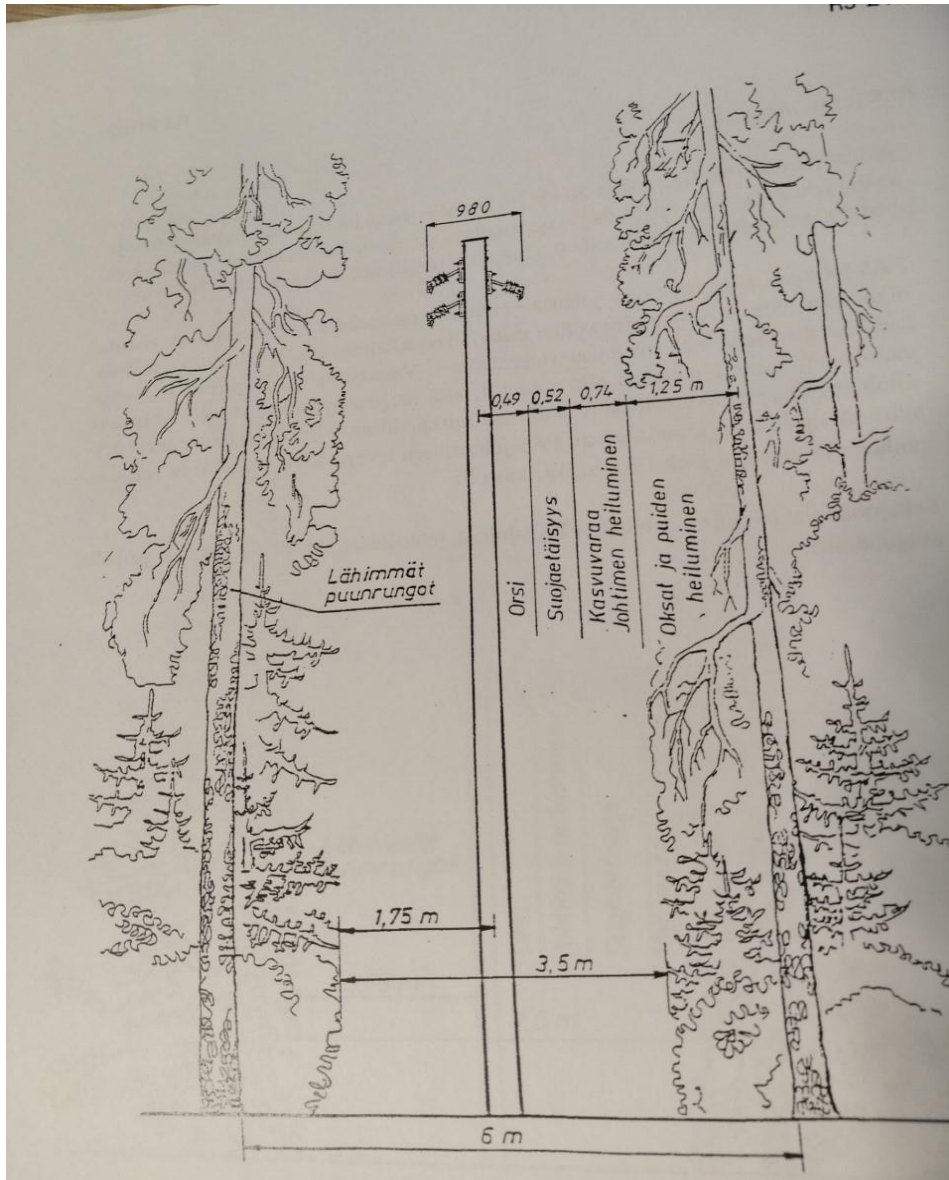 980
0,49 0,52 0,74 1,25 m
Orsi
Suojaetäisyys
Kasvuvaraa
Johtimen heiluminen
Oksat ja puiden
heiluminen
Lähimmät
puunrungot
1,75 m
3,5 m
6 m